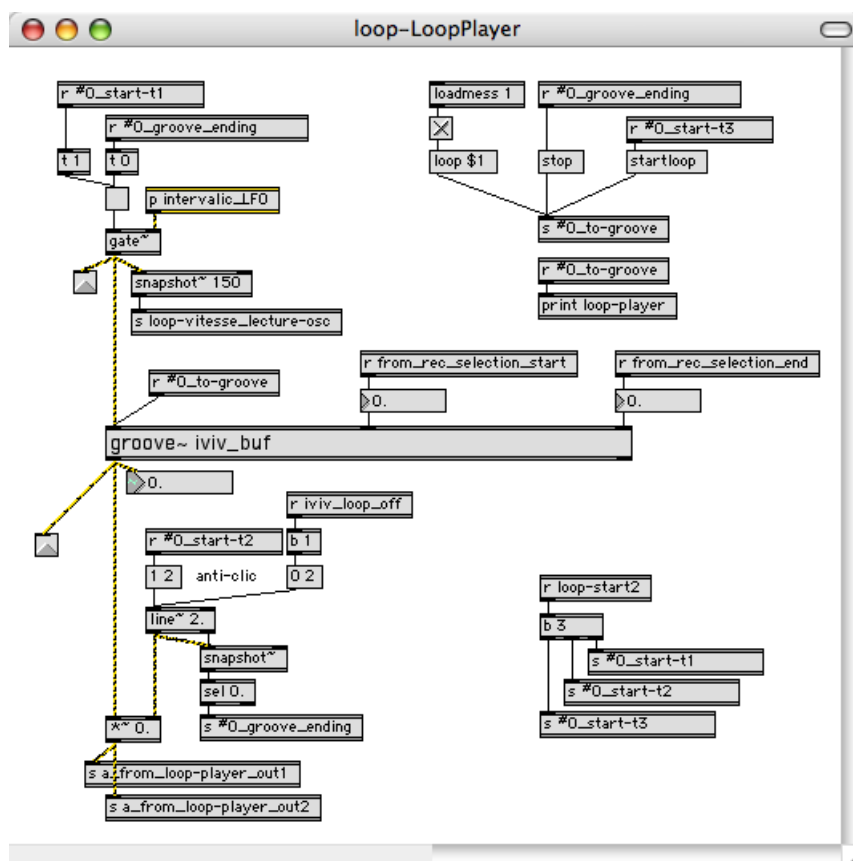 loop-LoopPlayer
r #0_start-t1
r #0_groove_ending
t 1
t 0
p intervalic_LFO
gate~
snapshot~ 150
s loop-vitesse_lecture-osc
loadmess 1
r #0_groove_ending
r #0_start-t3
loop $1
stop
startloop
s #0_to-groove
r #0_to-groove
print loop-player
r #0_to-groove
r from_rec_selection_start
r from_rec_selection_end
0.
0.
groove~ iviv_buf
0.
r iviv_loop_off
r #0_start-t2
b 1
1 2
anti-clic
0 2
line~ 2.
snapshot~
sel 0.
*~ 0.
s #0_groove_ending
s a_from_loop-player_out1
s a_from_loop-player_out2
r loop-start2
b 3
s #0_start-t1
s #0_start-t2
s #0_start-t3